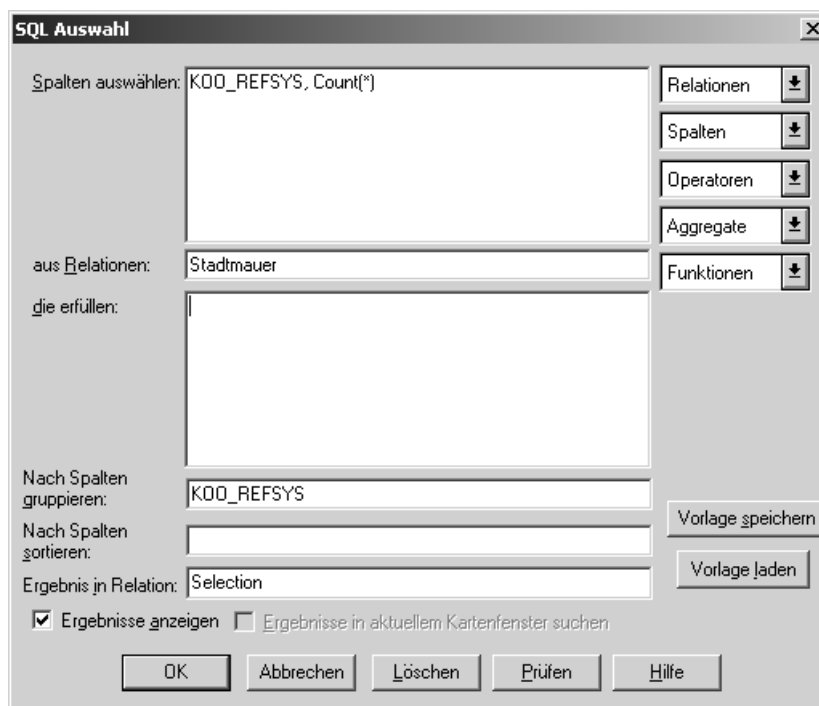 SQL Auswahl
Spalten auswählen: KOO_REFSYS, Count(*)
Relationen
Spalten
Operatoren
Aggregate
Funktionen
aus Relationen: Stadtmauer
die erfüllen:
Nach Spalten
gruppieren: KOO_REFSYS
Nach Spalten
sortieren:
Vorlage speichern
Ergebnis in Relation: Selection
Vorlage laden
Ergebnisse anzeigen Ergebnisse in aktuellem Kartenfenster suchen
OK Abbrechen Löschen Prüfen Hilfe